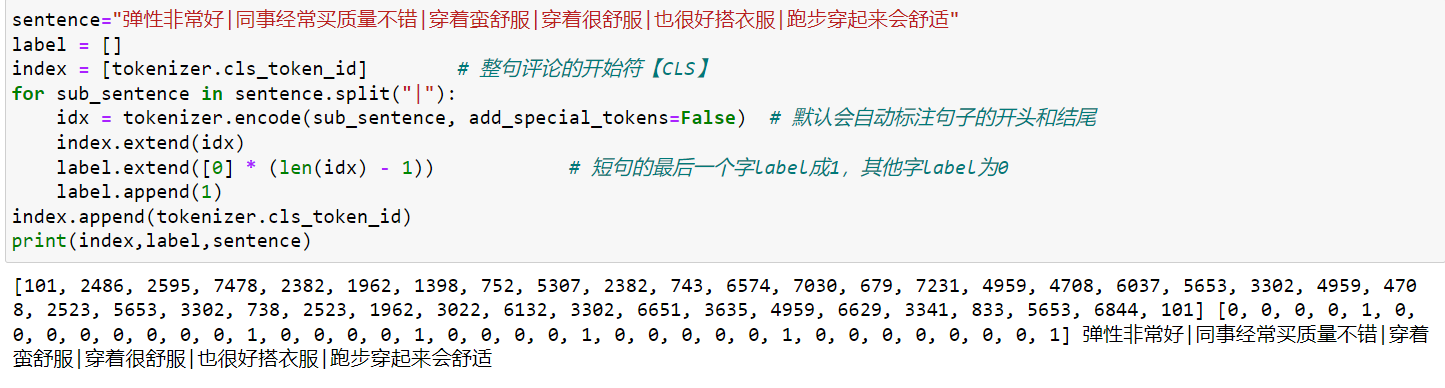 sentence="弹性非常好|同事经常买质量不错|穿着蛮舒服|穿着很舒服|也很好搭衣服|跑步穿起来会舒适"
label = []
index = [tokenizer.cls_token_id]        # 整句评论的开始符【CLS】
for sub_sentence in sentence.split("|"):
    idx = tokenizer.encode(sub_sentence, add_special_tokens=False)  # 默认会自动标注句子的开头和结尾
    index.extend(idx)
    label.extend([0] * (len(idx) - 1))            # 短句的最后一个字label成1，其他字label为0
    label.append(1)
index.append(tokenizer.cls_token_id)
print(index,label,sentence)
[101, 2486, 2595, 7478, 2382, 1962, 1398, 752, 5307, 2382, 743, 6574, 7030, 679, 7231, 4959, 4708, 6037, 5653, 3302, 4959, 470
8, 2523, 5653, 3302, 738, 2523, 1962, 3022, 6132, 3302, 6651, 3635, 4959, 6629, 3341, 833, 5653, 6844, 101] [0, 0, 0, 0, 1, 0,
0, 0, 0, 0, 0, 0, 0, 1, 0, 0, 0, 0, 1, 0, 0, 0, 0, 1, 0, 0, 0, 0, 0, 1, 0, 0, 0, 0, 0, 0, 0, 1] 弹性非常好|同事经常买质量不错|穿着
蛮舒服|穿着很舒服|也很好搭衣服|跑步穿起来会舒适